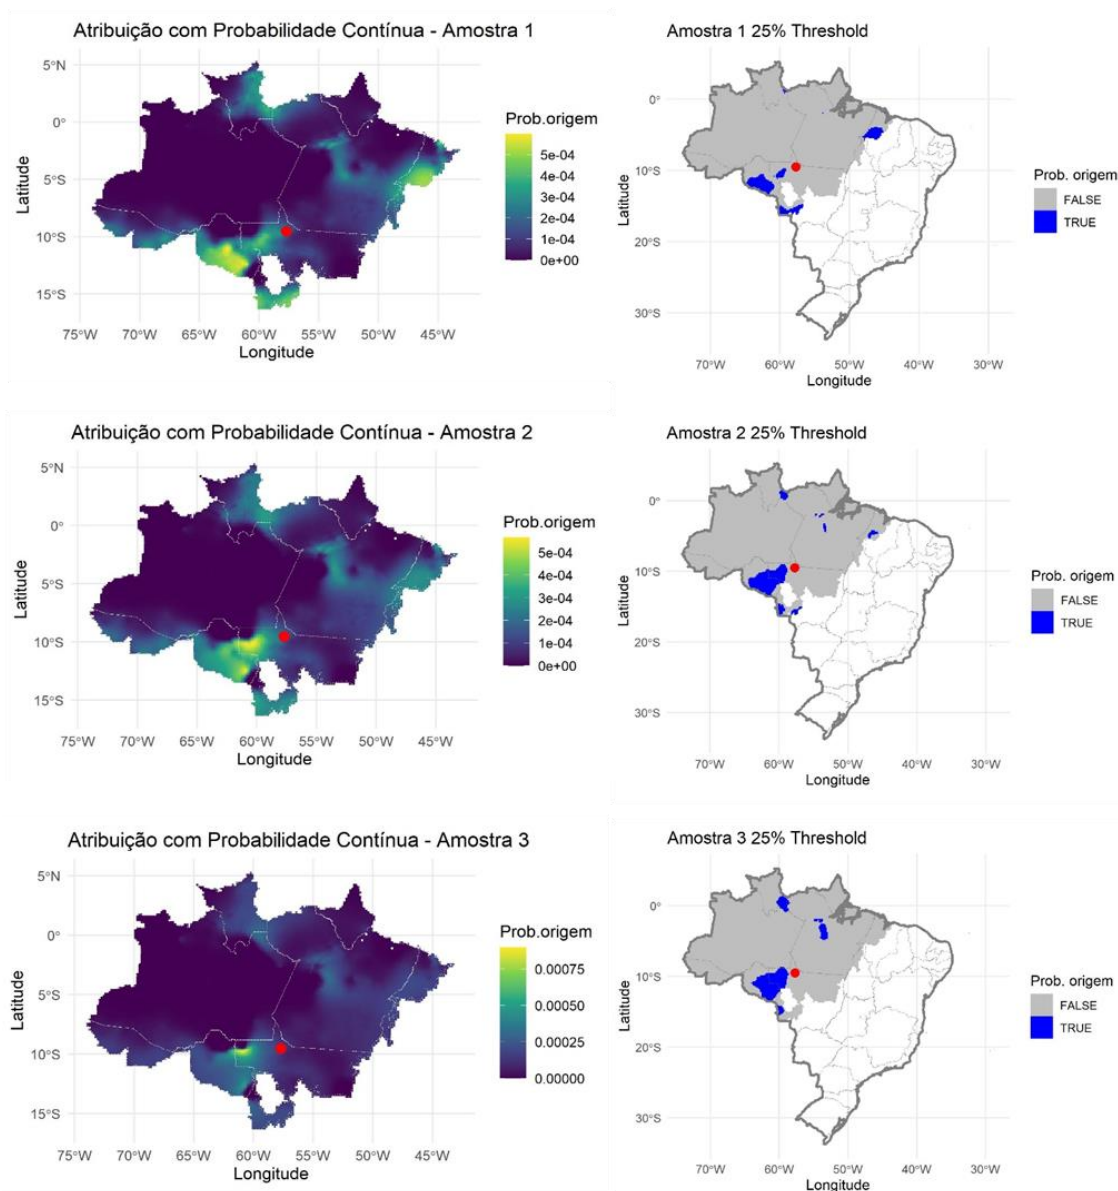 Atribuição com Probabilidade Contínua - Amostra 1
5°N
0°
5°S
10°S
15°S
Latitude
75°W 70°W 65°W 60°W 55°W 50°W 45°W
Longitude
Prob.origem
5e-04
4e-04
3e-04
2e-04
1e-04
0e+00
Amostra 1 25% Threshold
0°
10°S
20°S
30°S
Latitude
70°W 60°W 50°W 40°W 30°W
Longitude
Prob. origem
FALSE
TRUE
Atribuição com Probabilidade Contínua - Amostra 2
5°N
0°
5°S
10°S
15°S
Latitude
75°W 70°W 65°W 60°W 55°W 50°W 45°W
Longitude
Prob.origem
5e-04
4e-04
3e-04
2e-04
1e-04
0e+00
Amostra 2 25% Threshold
0°
10°S
20°S
30°S
Latitude
70°W 60°W 50°W 40°W 30°W
Longitude
Prob. origem
FALSE
TRUE
Atribuição com Probabilidade Contínua - Amostra 3
5°N
0°
5°S
10°S
15°S
Latitude
75°W 70°W 65°W 60°W 55°W 50°W 45°W
Longitude
Prob.origem
0.00075
0.00050
0.00025
0.00000
Amostra 3 25% Threshold
0°
10°S
20°S
30°S
Latitude
70°W 60°W 50°W 40°W 30°W
Longitude
Prob. origem
FALSE
TRUE